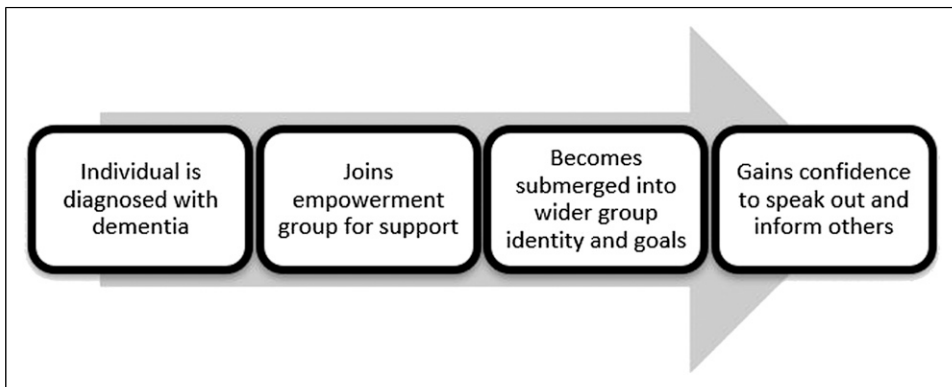 Individual is
diagnosed with
dementia
Joins
empowerment
group for support
Becomes
submerged into
wider group
identity and goals
Gains confidence
to speak out and
inform others